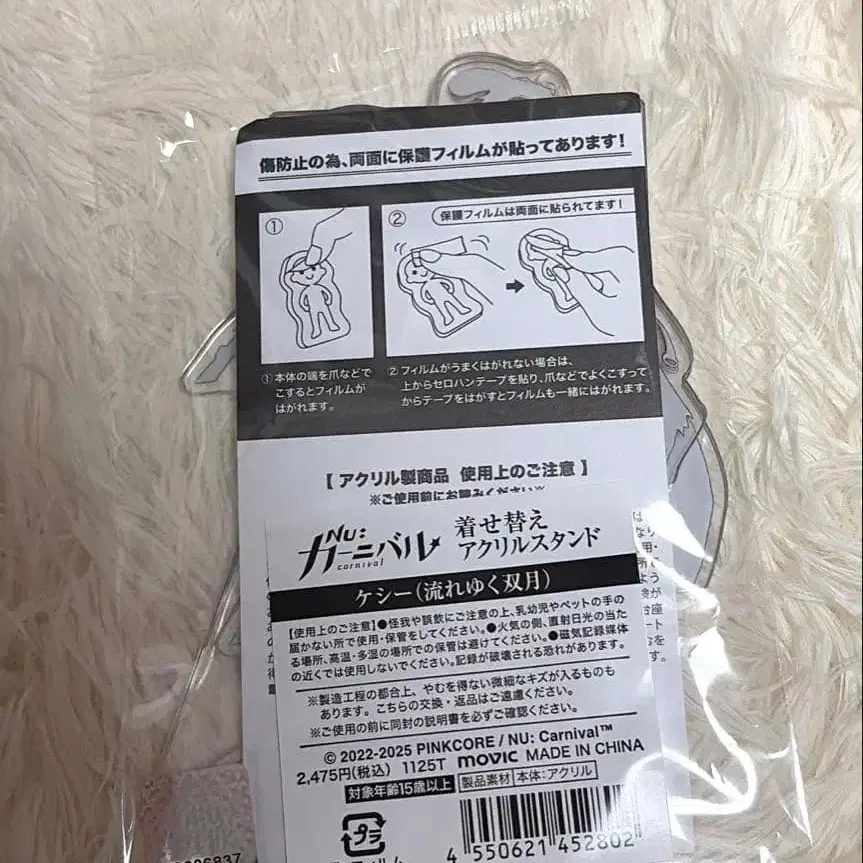 傷防止の為、両面に保護フィルムが貼ってあります!
①
②
保護フィルムは両面に貼られてます!
①本体の端を爪などで
こするとフィルムが
はがれます。
②フィルムがうまくはがれない場合は、
上からセロハンテープを貼り、爪などでよくこすって
からテープをはがすとフィルムも一緒にはがれます。
【 アクリル製商品 使用上のご注意 】
※ご使用前にお読みください※
NU:
カーニバル
carnival
着せ替え
アクリルスタンド
ケシー(流れゆく双月)
【使用上のご注意】●怪我や誤飲にご注意の上、乳幼児やペットの手の
届かない所で使用・保管をしてください。●火気の側、直射日光の当た
る場所、高温・多湿の場所での保管は避けてください。●磁気記録媒体
の近くでは使用しないでください。記録が破壊される恐れがあります。
※製造工程の都合上、やむを得ない微細なキズが入るものも
あります。こちらの交換・返品はご遠慮ください。
※ご使用の前に同封の説明書を必ずご確認ください。
© 2022-2025 PINKCORE / NU: Carnival™
2,475円(税込) 1125T movic MADE IN CHINA
対象年齢15歳以上 製品素材 本体:アクリル
プラ
フィルム
4 550621 452802